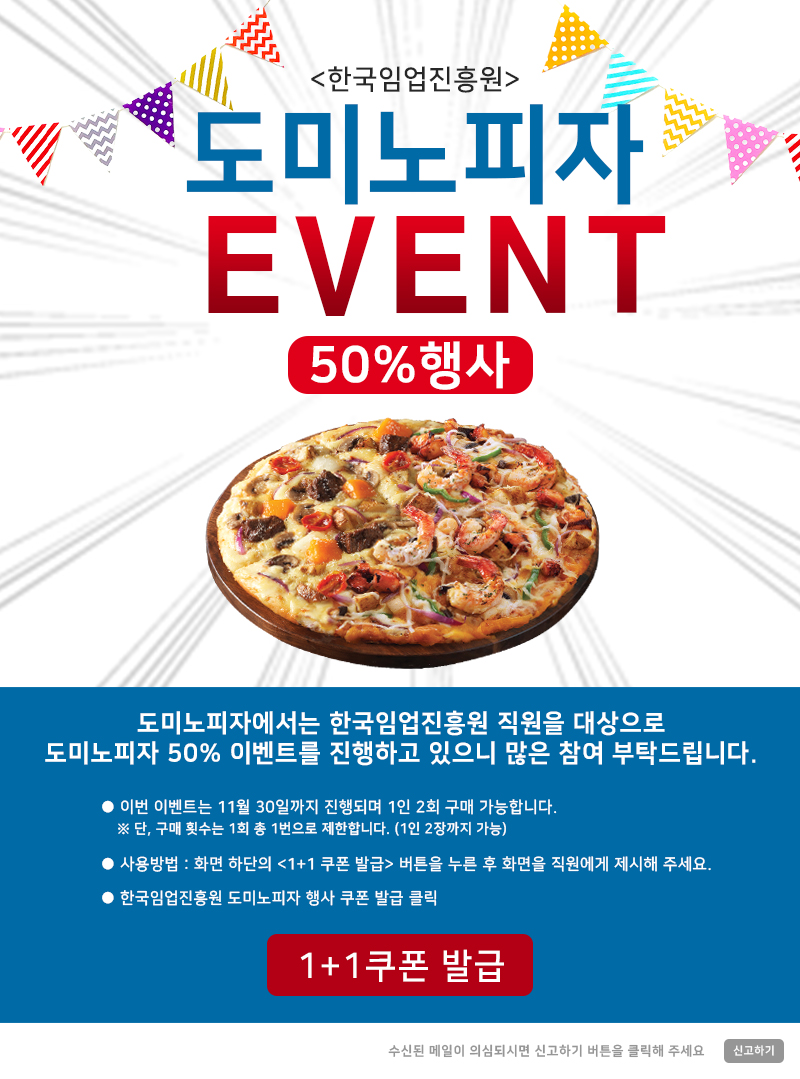 <한국임업진흥원>
도미노피자
EVENT
50%행사
도미노피자에서는 한국임업진흥원 직원을 대상으로
도미노피자 50% 이벤트를 진행하고 있으니 많은 참여 부탁드립니다.
● 이번 이벤트는 11월 30일까지 진행되며 1인 2회 구매 가능합니다.
※ 단, 구매 횟수는 1회 총 1번으로 제한합니다. (1인 2장까지 가능)
● 사용방법 : 화면 하단의 <1+1 쿠폰 발급> 버튼을 누른 후 화면을 직원에게 제시해 주세요.
● 한국임업진흥원 도미노피자 행사 쿠폰 발급 클릭
1+1쿠폰 발급
수신된 메일이 의심되시면 신고하기 버튼을 클릭해 주세요 신고하기